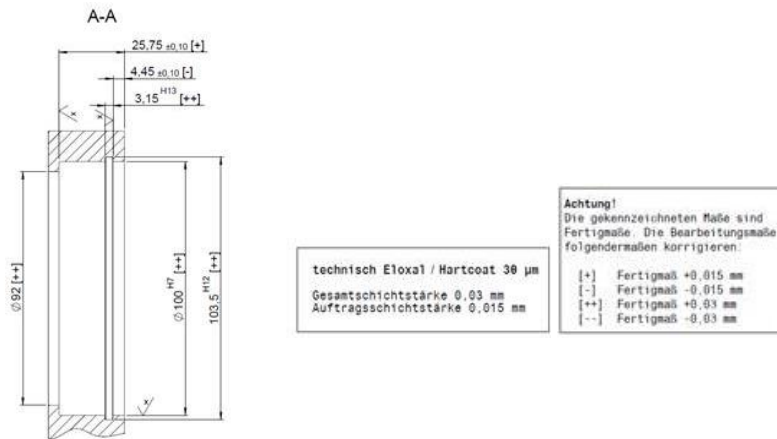 A-A
25,75 ±0,10 [+]
4,45 ±0,10 [-]
3,15 H13 [++]
x
x
Ø92 [++]
Ø100 H7 [++]
103,5 H12 [++]
x
technisch Eloxal / Hartcoat 30 µm
Gesamtschichtstärke 0,03 mm
Auftragsschichtstärke 0,015 mm
Achtung!
Die gekennzeichneten Maße sind
Fertigmaße. Die Bearbeitungsmaße
folgendermaßen korrigieren:
[+] Fertigmaß +0,015 mm
[-] Fertigmaß -0,015 mm
[++] Fertigmaß +0,03 mm
[--] Fertigmaß -0,03 mm